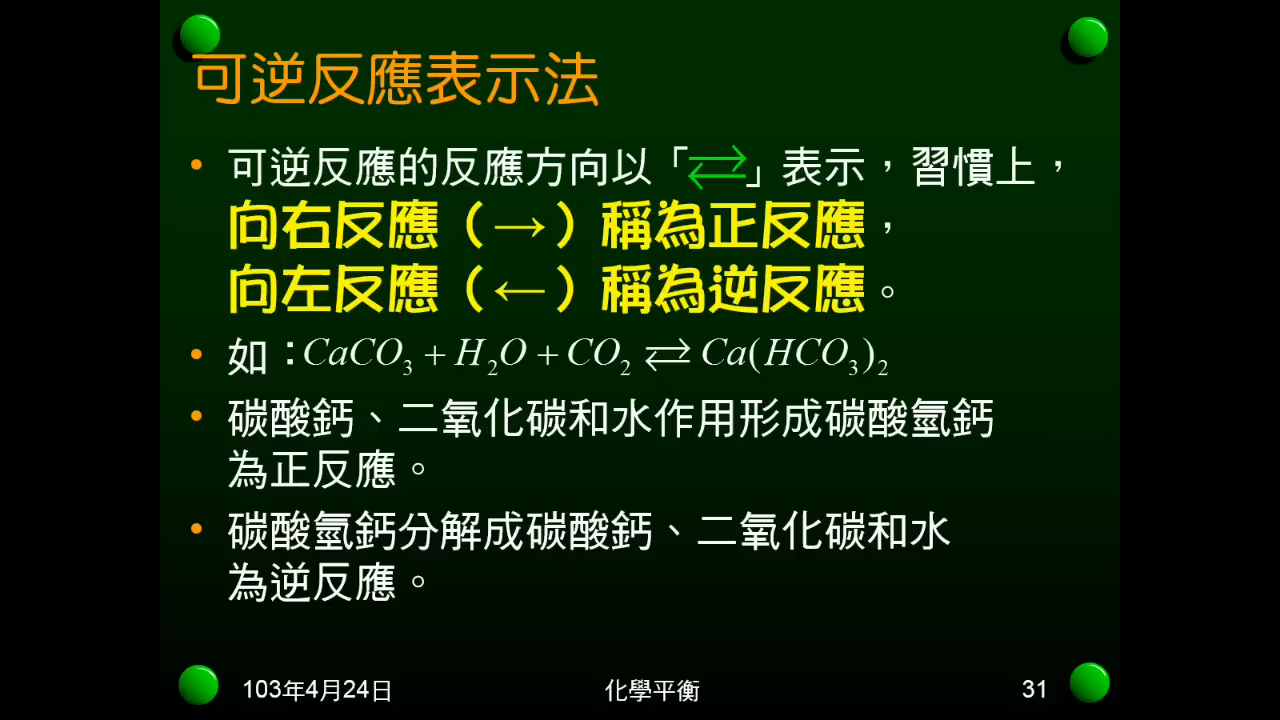 可逆反應表示法
• 可逆反應的反應方向以「⇄」表示，習慣上，
向右反應（→）稱為正反應，
向左反應（←）稱為逆反應。
• 如：CaCO₃ + H₂O + CO₂ ⇄ Ca(HCO₃)₂
• 碳酸鈣、二氧化碳和水作用形成碳酸氫鈣
為正反應。
• 碳酸氫鈣分解成碳酸鈣、二氧化碳和水
為逆反應。
103年4月24日 化學平衡 31